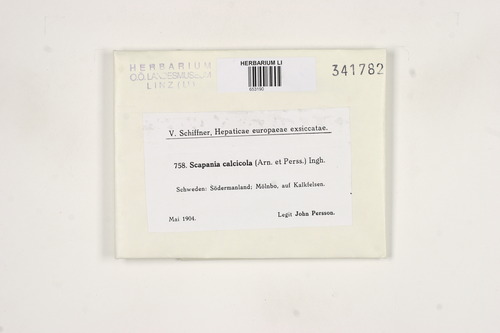 HERBARIUM
O.Ö. LANDESMUSEUM
LINZ
HERBARIUM LI
341782
V. Schiffner, Hepaticae europaeae exsiccatae.
758. Scapania calcicola (Arn. et Perss.) Ingh.
Schweden: Södermanland: Mölnbo, auf Kalkfelsen.
Mai 1904. Legit John Persson.